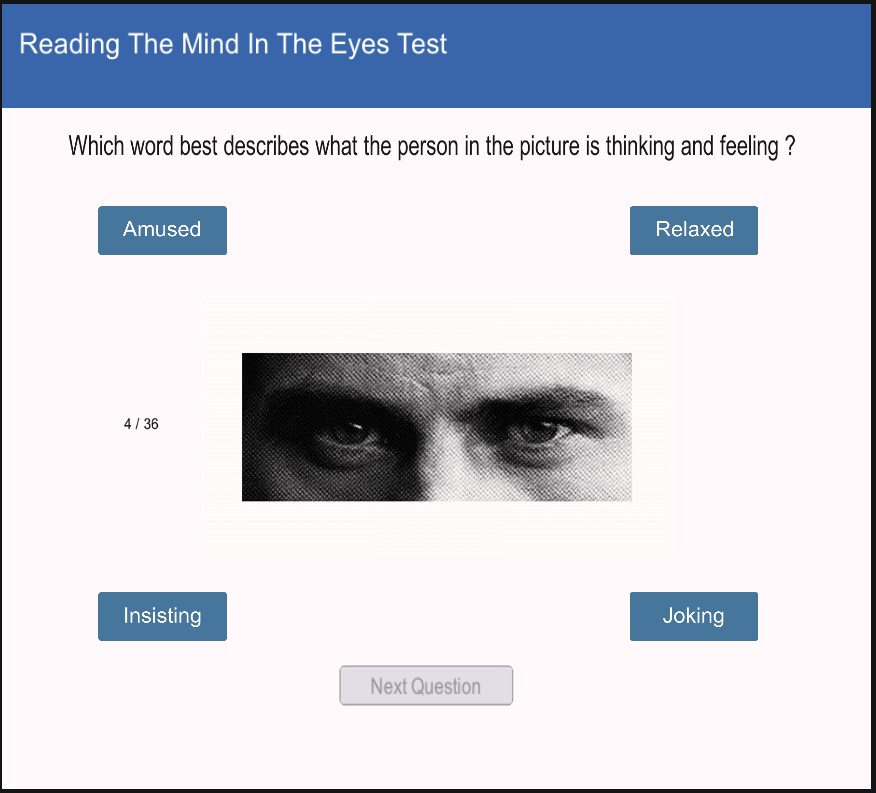 Reading The Mind In The Eyes Test
Which word best describes what the person in the picture is thinking and feeling ?
Amused
Relaxed
4 / 36
Insisting
Joking
Next Question